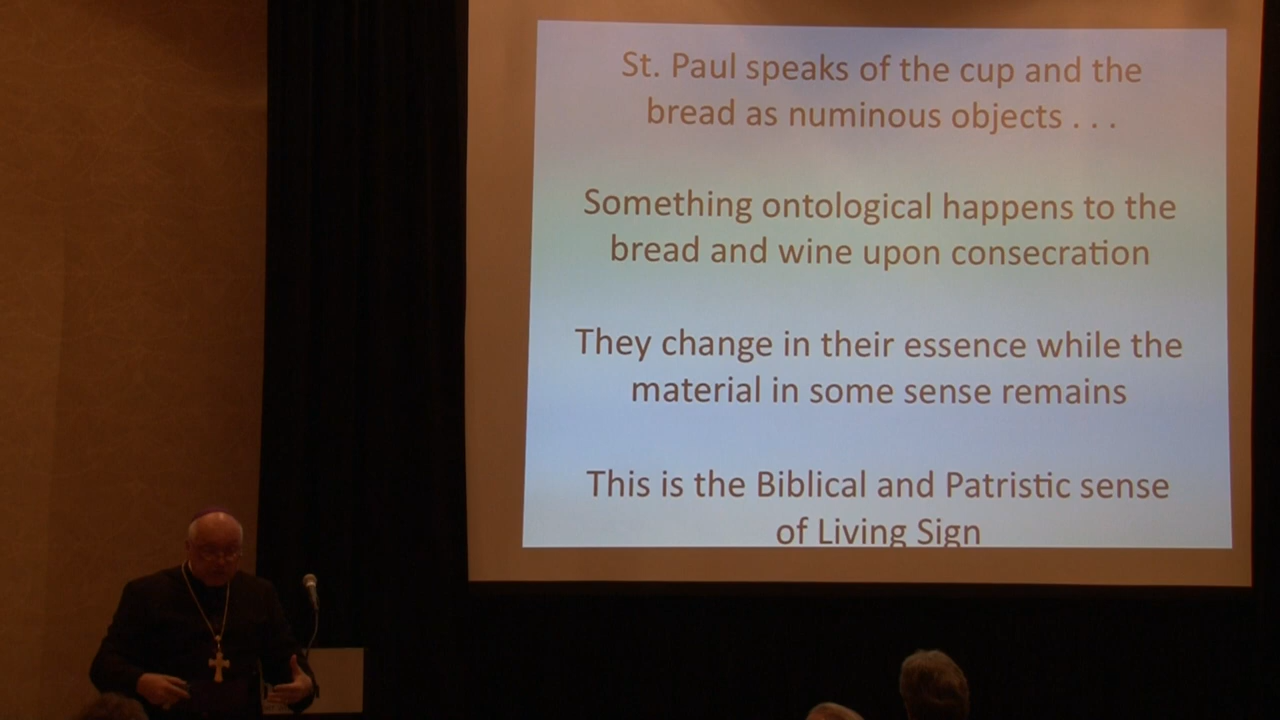 St. Paul speaks of the cup and the
bread as numinous objects . . .
Something ontological happens to the
bread and wine upon consecration
They change in their essence while the
material in some sense remains
This is the Biblical and Patristic sense
of Living Sign